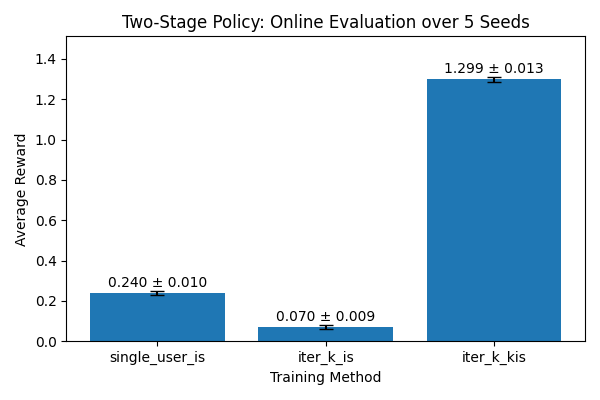 Two-Stage Policy: Online Evaluation over 5 Seeds
Average Reward
1.4
1.2
1.0
0.8
0.6
0.4
0.2
0.0
0.240 ± 0.010
0.070 ± 0.009
1.299 ± 0.013
single_user_is
iter_k_is
iter_k_kis
Training Method